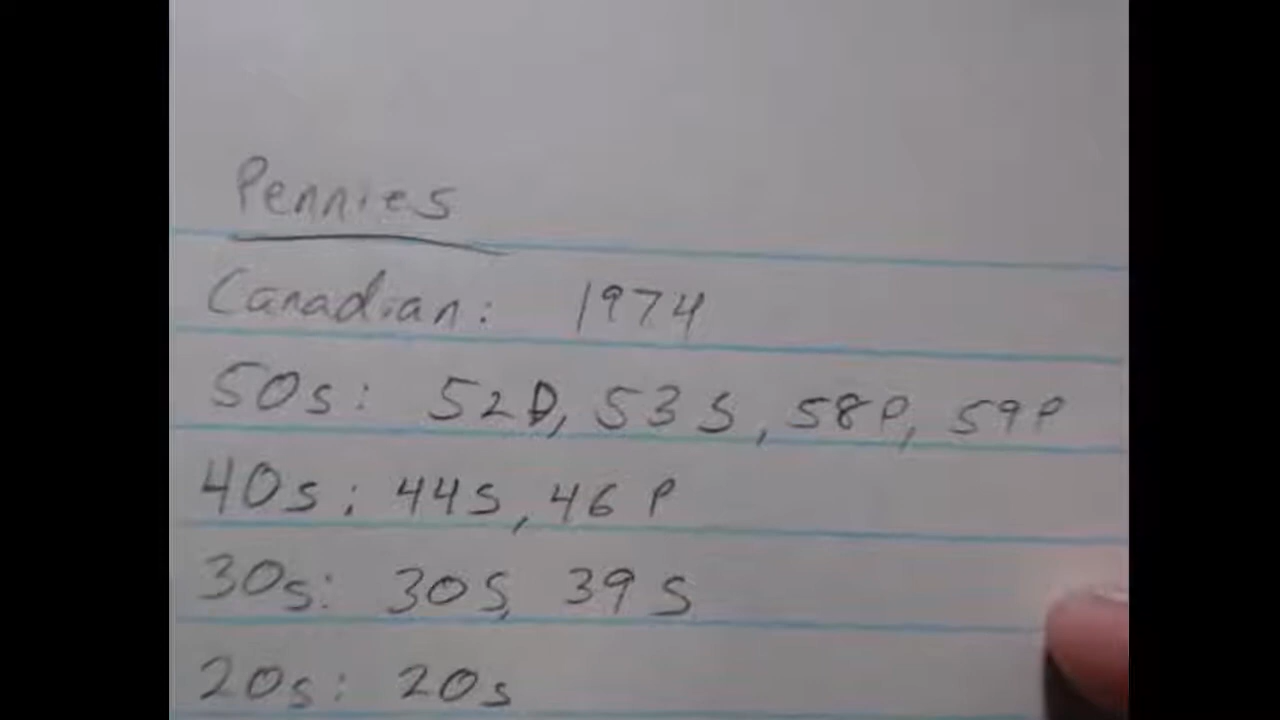 Pennies
Canadian: 1974
50s: 52D, 53S, 58P, 59P
40s: 44S, 46P
30s: 30S, 39S
20s: 20s